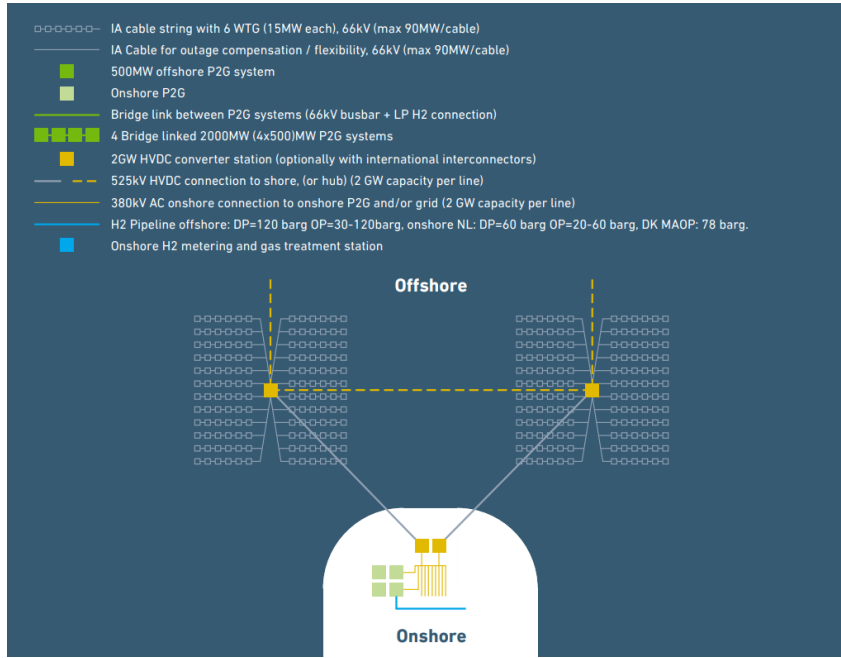 IA cable string with 6 WTG (15MW each), 66kV (max 90MW/cable)
IA Cable for outage compensation / flexibility, 66kV (max 90MW/cable)
500MW offshore P2G system
Onshore P2G
Bridge link between P2G systems (66kV busbar + LP H2 connection)
4 Bridge linked 2000MW (4x500)MW P2G systems
2GW HVDC converter station (optionally with international interconnectors)
525kV HVDC connection to shore, (or hub) (2 GW capacity per line)
380kV AC onshore connection to onshore P2G and/or grid (2 GW capacity per line)
H2 Pipeline offshore: DP=120 barg OP=30-120barg, onshore NL: DP=60 barg OP=20-60 barg, DK MAOP: 78 barg.
Onshore H2 metering and gas treatment station
Offshore
Onshore